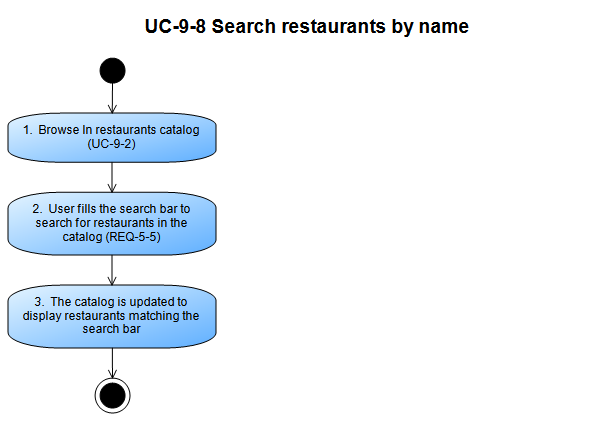 UC-9-8 Search restaurants by name
1. Browse In restaurants catalog
(UC-9-2)
2. User fills the search bar to
search for restaurants in the
catalog (REQ-5-5)
3. The catalog is updated to
display restaurants matching the
search bar